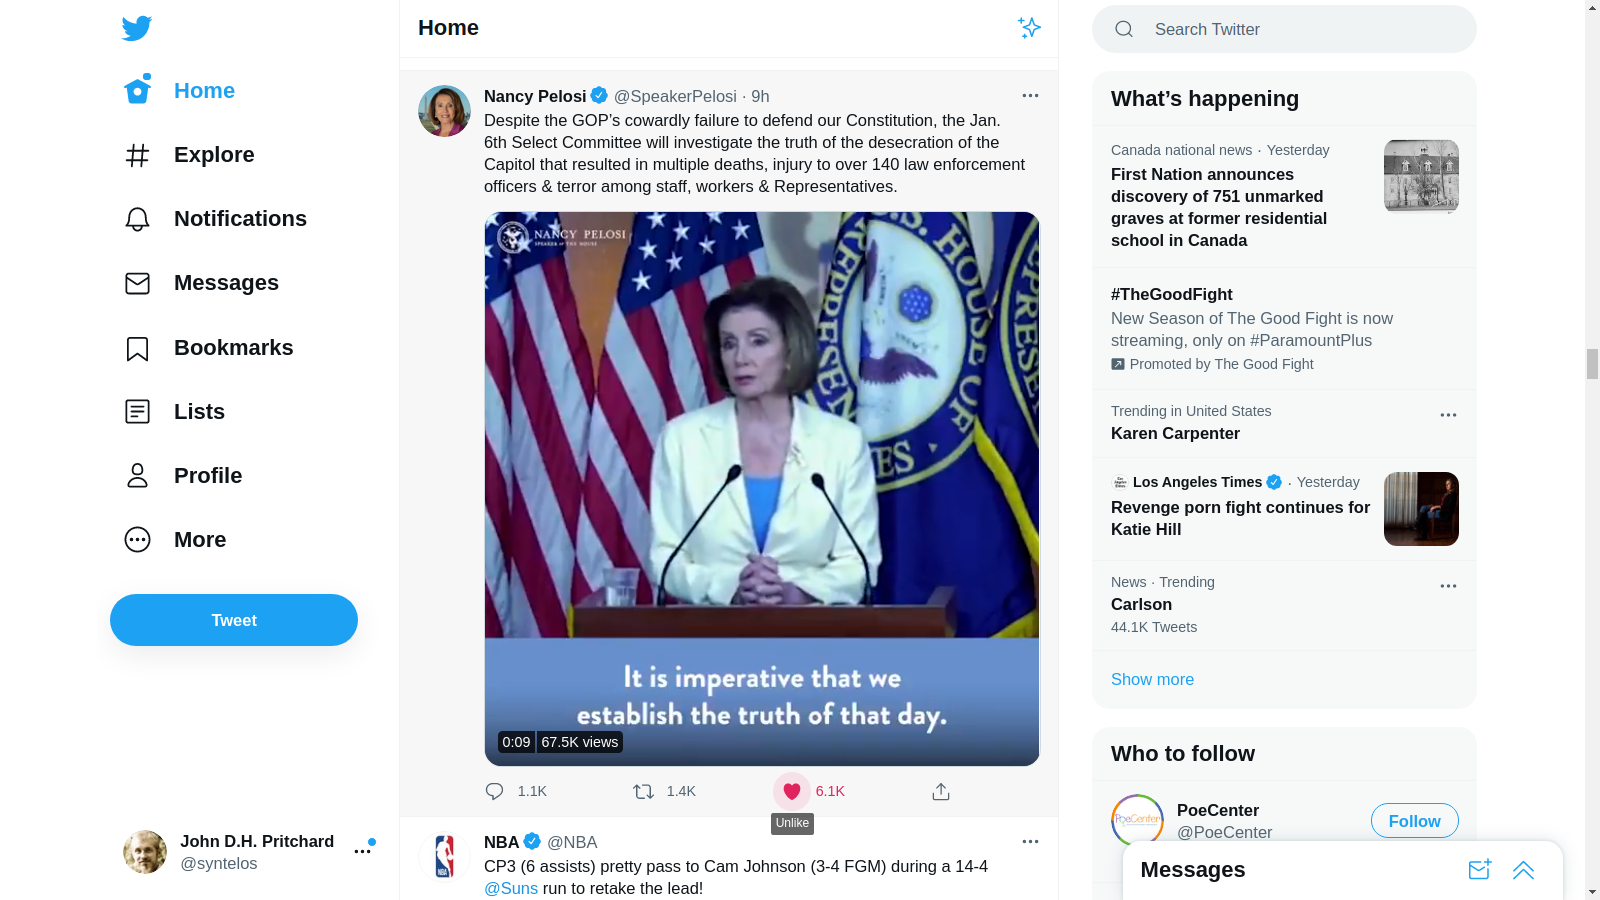 Home
Explore
Notifications
Messages
Bookmarks
Lists
Profile
More
Tweet
John D.H. Pritchard
@syntelos
Home
Nancy Pelosi @SpeakerPelosi · 9h
Despite the GOP’s cowardly failure to defend our Constitution, the Jan.
6th Select Committee will investigate the truth of the desecration of the
Capitol that resulted in multiple deaths, injury to over 140 law enforcement
officers & terror among staff, workers & Representatives.
NANCY PELOSI
SPEAKER OF THE HOUSE
It is imperative that we
establish the truth of that day.
0:09 67.5K views
1.1K 1.4K 6.1K
Unlike
NBA @NBA
CP3 (6 assists) pretty pass to Cam Johnson (3-4 FGM) during a 14-4
@Suns run to retake the lead!
Search Twitter
What’s happening
Canada national news · Yesterday
First Nation announces
discovery of 751 unmarked
graves at former residential
school in Canada
#TheGoodFight
New Season of The Good Fight is now
streaming, only on #ParamountPlus
Promoted by The Good Fight
Trending in United States
Karen Carpenter
Los Angeles Times · Yesterday
Revenge porn fight continues for
Katie Hill
News · Trending
Carlson
44.1K Tweets
Show more
Who to follow
PoeCenter
PoeCenter
@PoeCenter
Follow
Messages